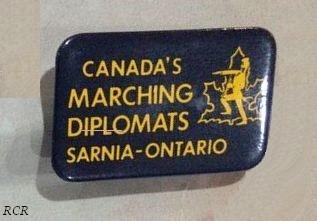 CANADA'S
MARCHING
DIPLOMATS
SARNIA-ONTARIO
RCR